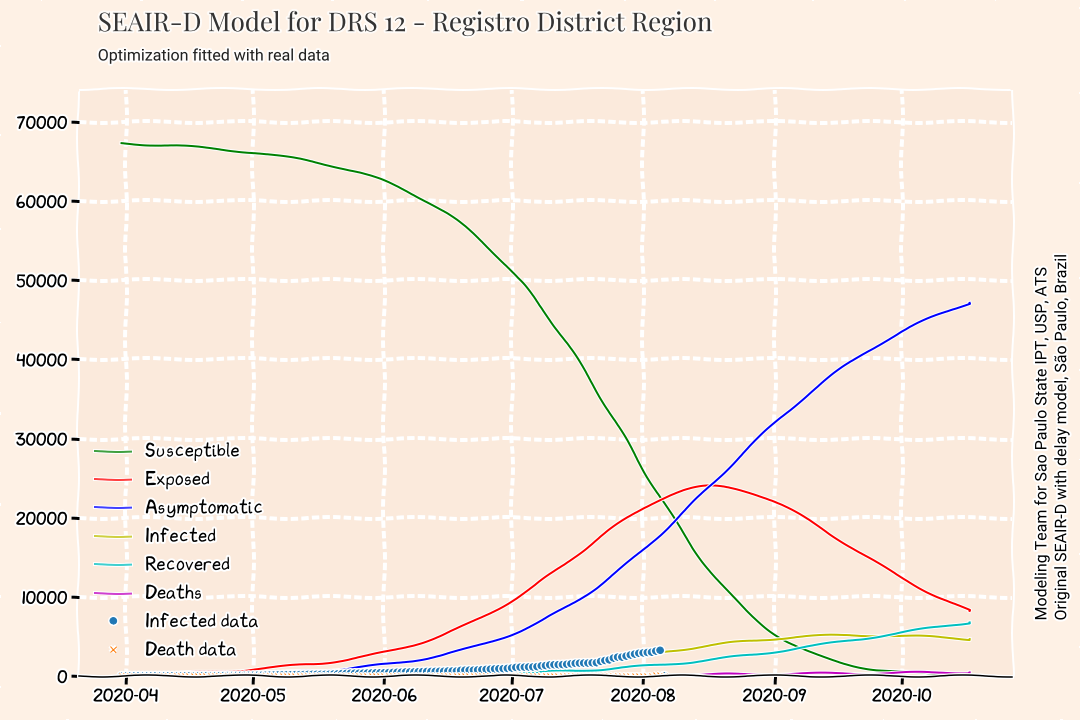 SEAIR-D Model for DRS 12 - Registro District Region
Optimization fitted with real data
70000
60000
50000
40000
30000
20000
10000
0
Susceptible
Exposed
Asymptomatic
Infected
Recovered
Deaths
Infected data
Death data
2020-04
2020-05
2020-06
2020-07
2020-08
2020-09
2020-10
Modeling Team for Sao Paulo State IPT, USP, ATS
Original SEAIR-D with delay model, São Paulo, Brazil